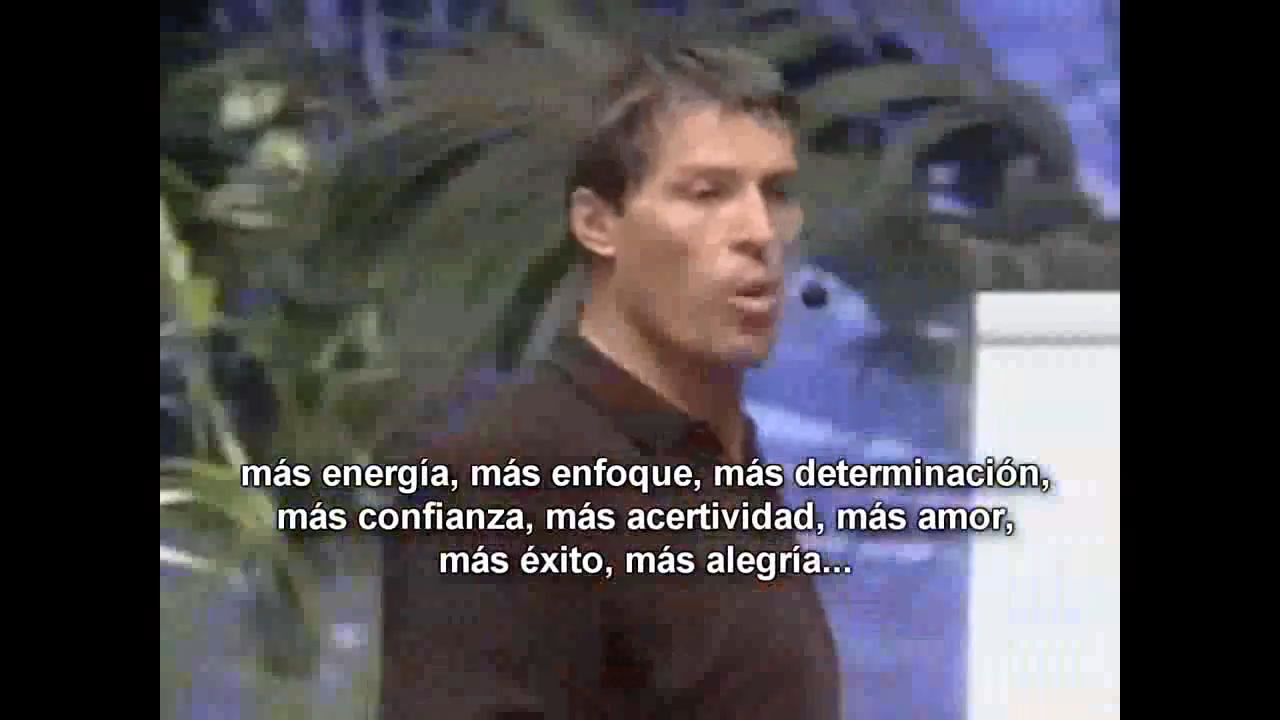 más energía, más enfoque, más determinación,
más confianza, más acertividad, más amor,
más éxito, más alegría...